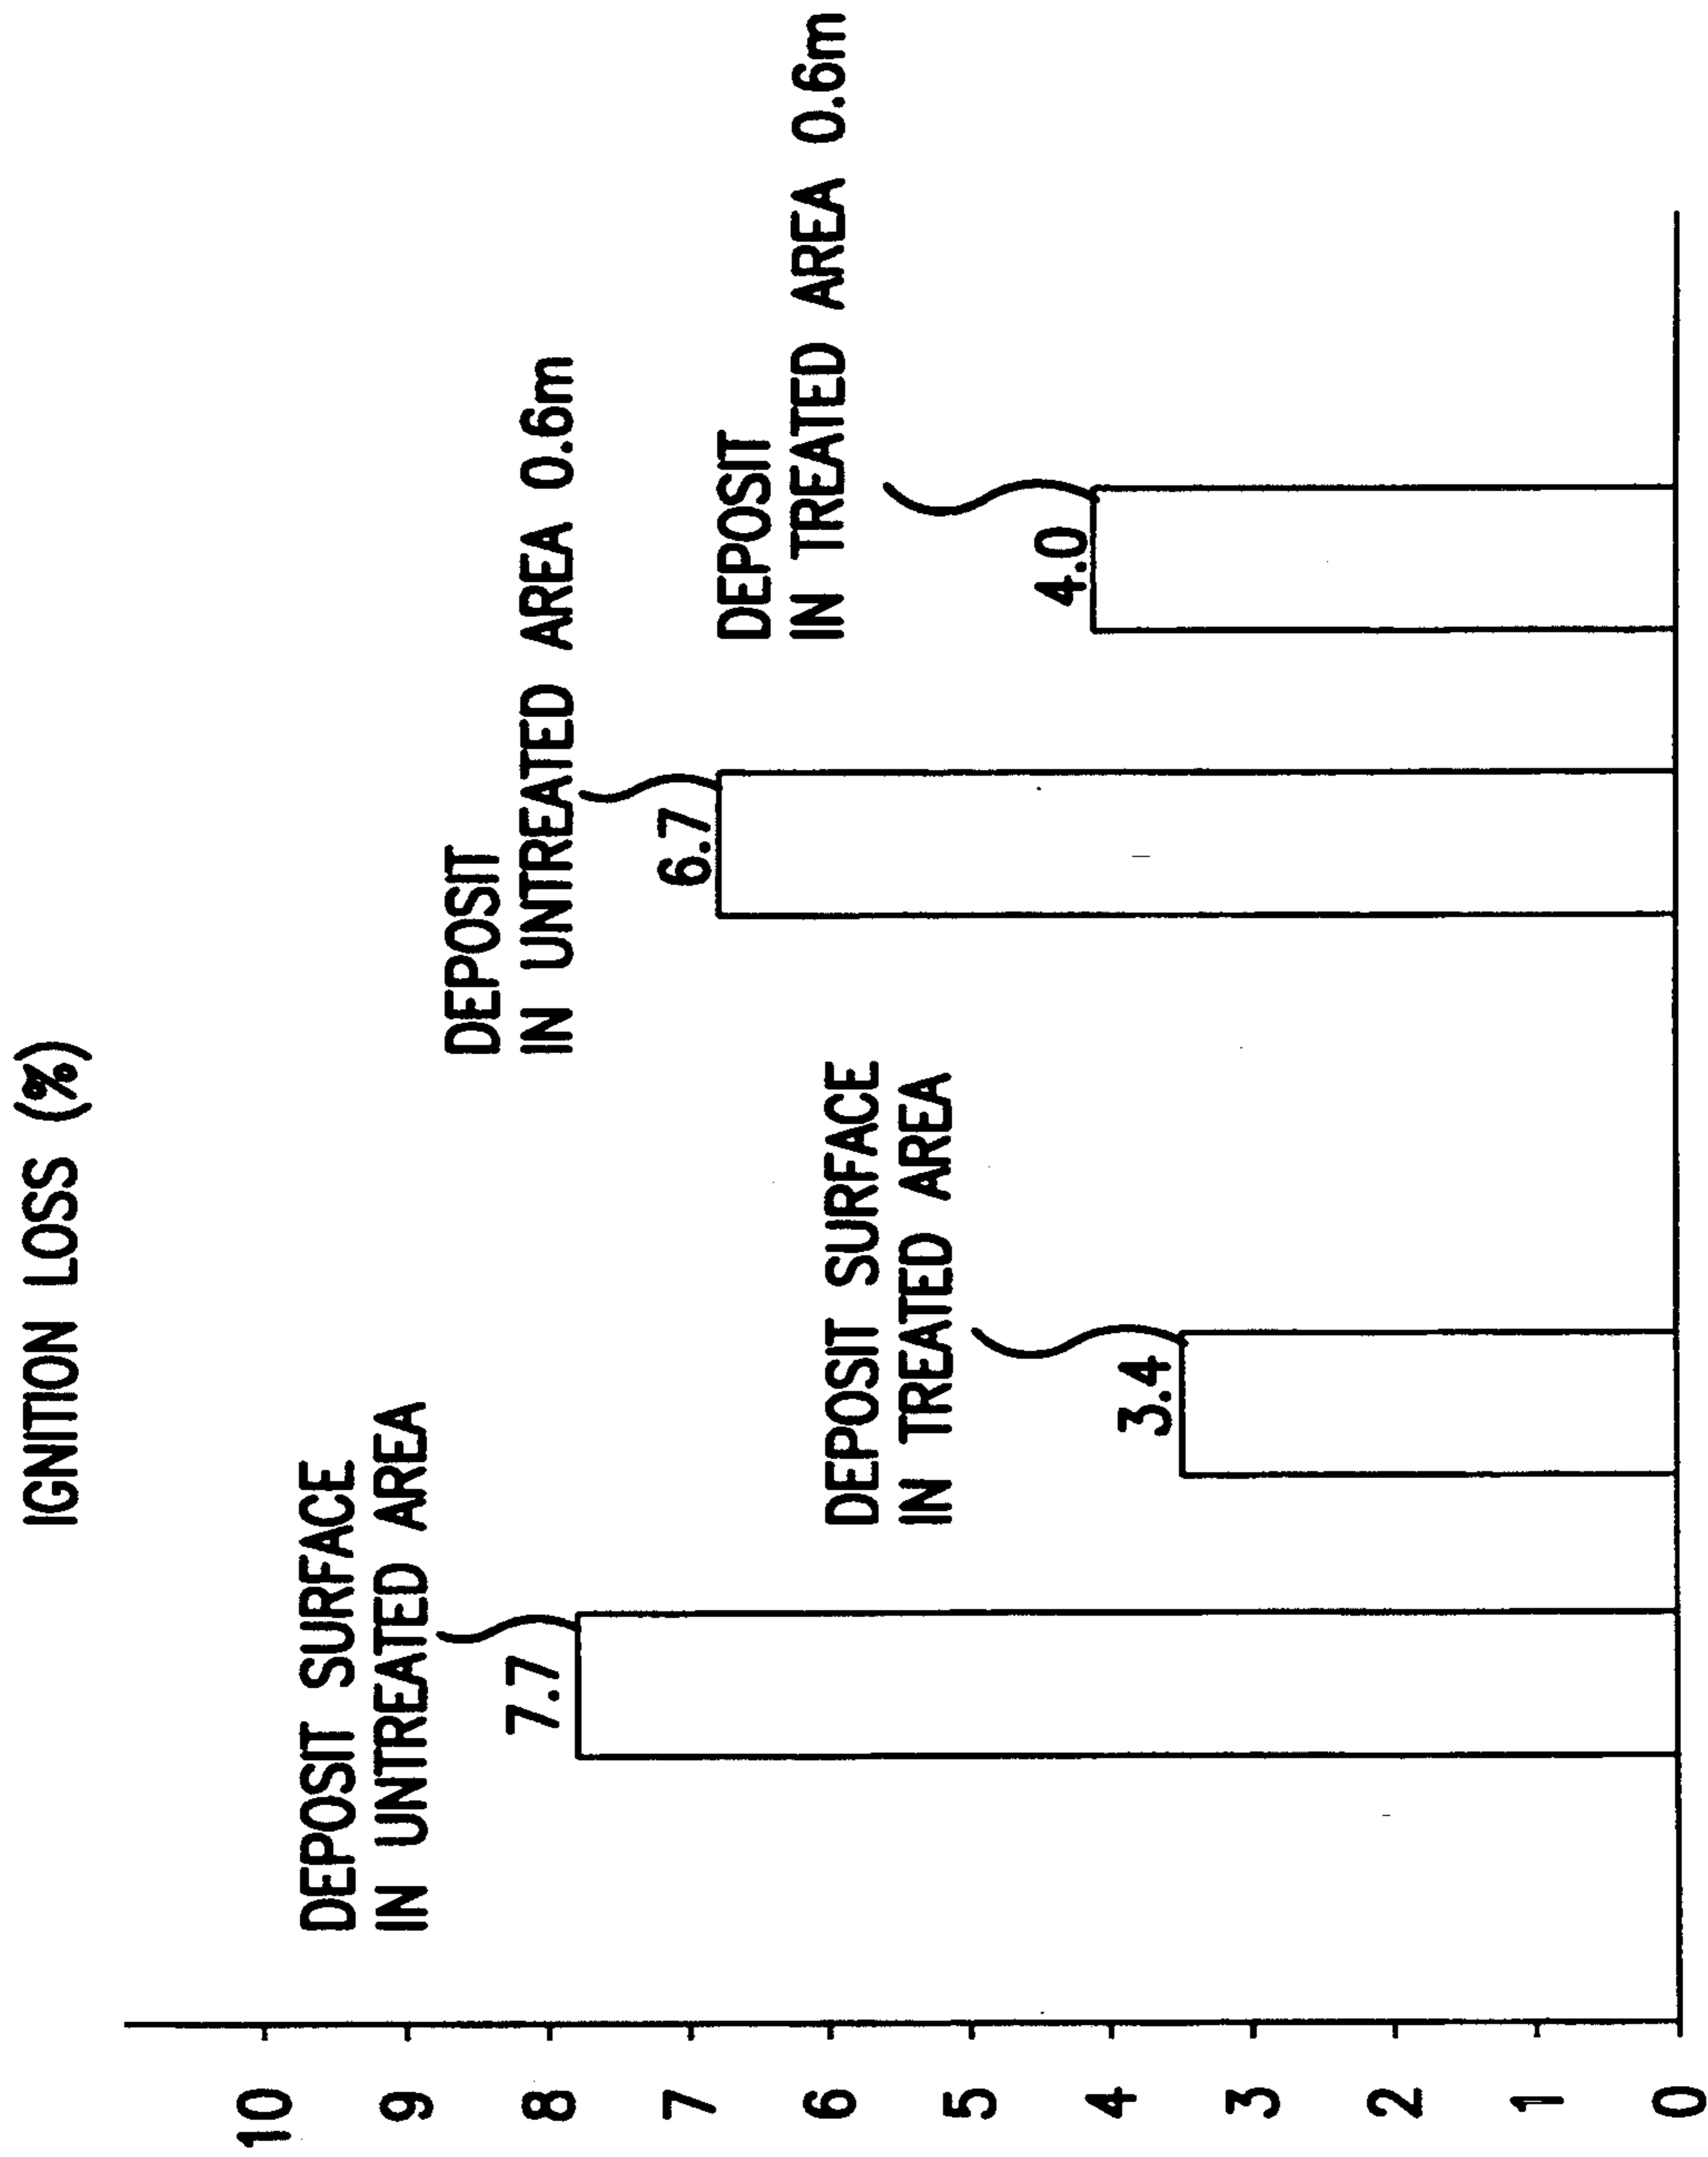 IGNITION LOSS (%)
DEPOSIT SURFACE
IN UNTREATED AREA
7.7
DEPOSIT SURFACE
IN TREATED AREA
3.4
DEPOSIT
IN UNTREATED AREA 0.6m
6.7
DEPOSIT
IN TREATED AREA 0.6m
4.0
10
9
8
7
6
5
4
3
2
1
0